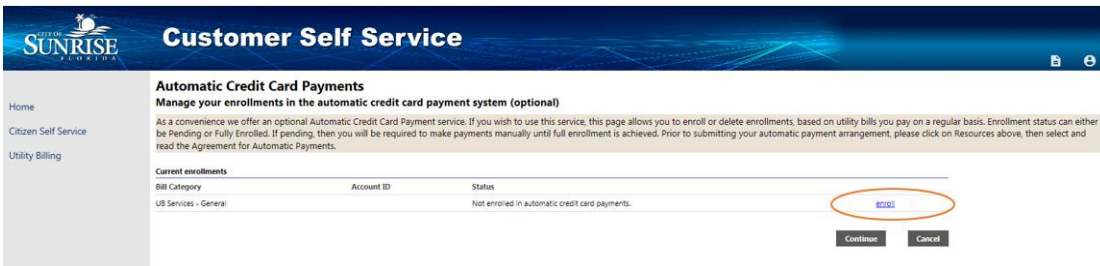 CITY OF
SUNRISE
FLORIDA
Customer Self Service
Home
Citizen Self Service
Utility Billing
Automatic Credit Card Payments
Manage your enrollments in the automatic credit card payment system (optional)
As a convenience we offer an optional Automatic Credit Card Payment service. If you wish to use this service, this page allows you to enroll or delete enrollments, based on utility bills you pay on a regular basis. Enrollment status can either
be Pending or Fully Enrolled. If pending, then you will be required to make payments manually until full enrollment is achieved. Prior to submitting your automatic payment arrangement, please click on Resources above, then select and
read the Agreement for Automatic Payments.
Current enrollments
Bill Category Account ID Status
UB Services - General Not enrolled in automatic credit card payments. enroll
Continue Cancel